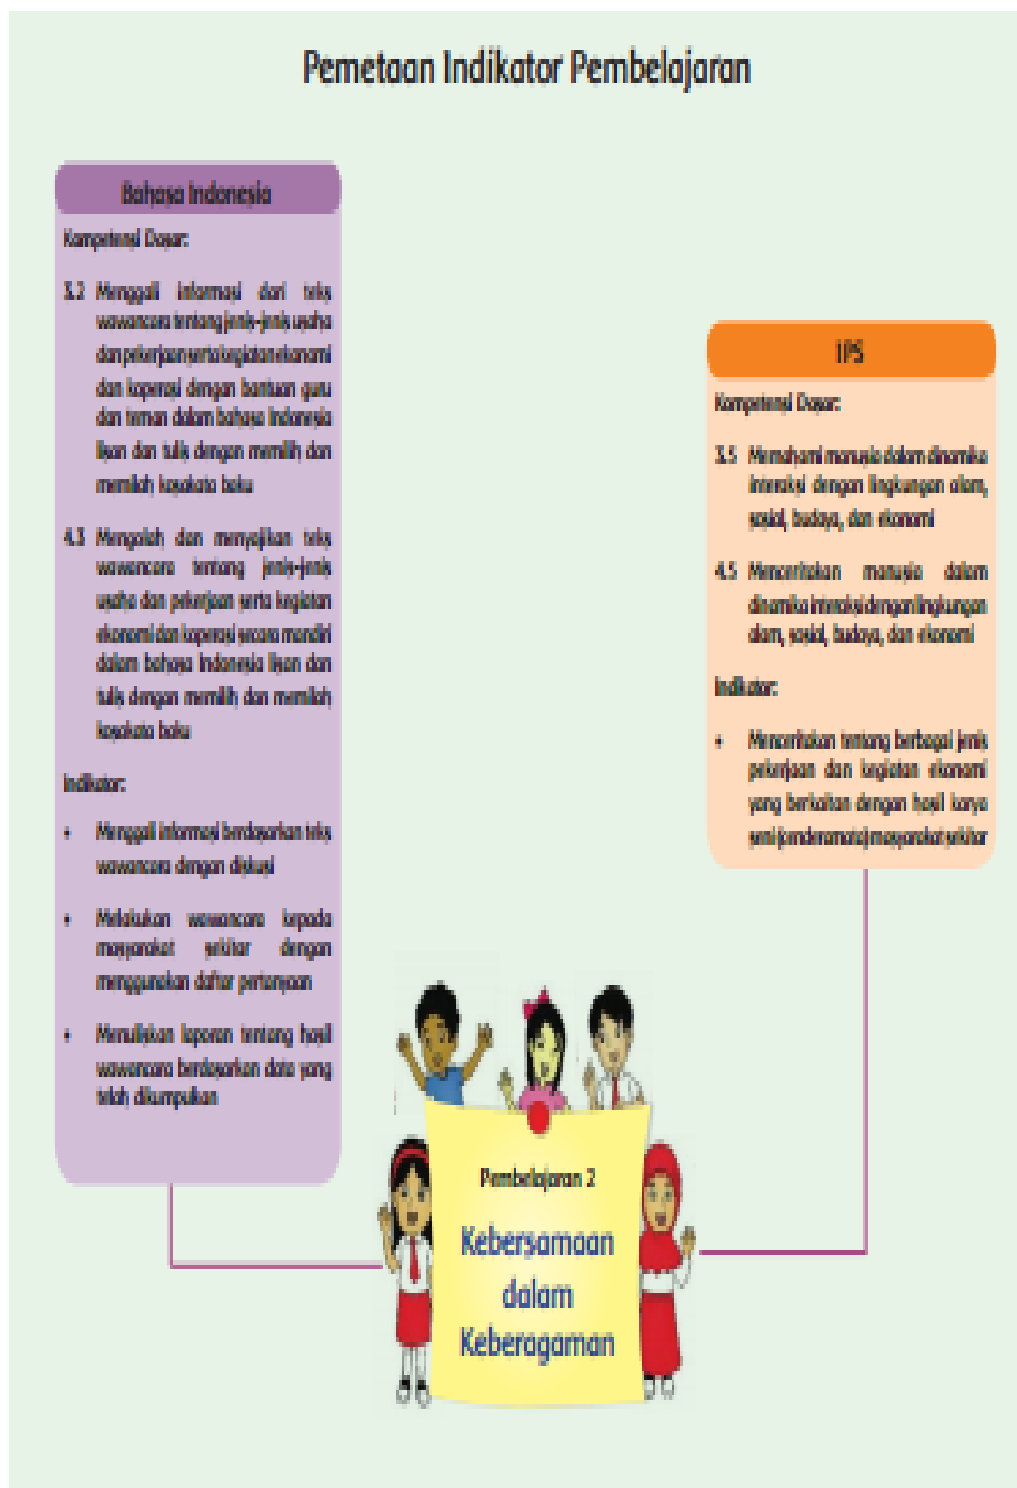 Pemetaan Indikator Pembelajaran
Bahasa Indonesia
Kompetensi Dasar:
3.2 Menggali informasi dari teks
wawancara tentang jenis-jenis usaha
dan pekerjaan serta kegiatan ekonomi
dan koperasi dengan bantuan guru
dan teman dalam bahasa Indonesia
lisan dan tulis dengan memilih dan
memilah kosakata baku
4.3 Mengolah dan menyajikan teks
wawancara tentang jenis-jenis
usaha dan pekerjaan serta kegiatan
ekonomi dan koperasi secara mandiri
dalam bahasa Indonesia lisan dan
tulis dengan memilih dan memilah
kosakata baku
Indikator:
• Menggali informasi berdasarkan teks
wawancara dengan diskusi
• Melakukan wawancara kepada
masyarakat sekitar dengan
menggunakan daftar pertanyaan
• Menuliskan laporan tentang hasil
wawancara berdasarkan data yang
telah dikumpulkan
IPS
Kompetensi Dasar:
3.5 Memahami manusia dalam dinamika
interaksi dengan lingkungan alam,
sosial, budaya, dan ekonomi
4.5 Menceritakan manusia dalam
dinamika interaksi dengan lingkungan
alam, sosial, budaya, dan ekonomi
Indikator:
• Menceritakan tentang berbagai jenis
pekerjaan dan kegiatan ekonomi
yang berkaitan dengan hasil karya
seni (cenderamata) masyarakat sekitar
Pembelajaran 2
Kebersamaan
dalam
Keberagaman